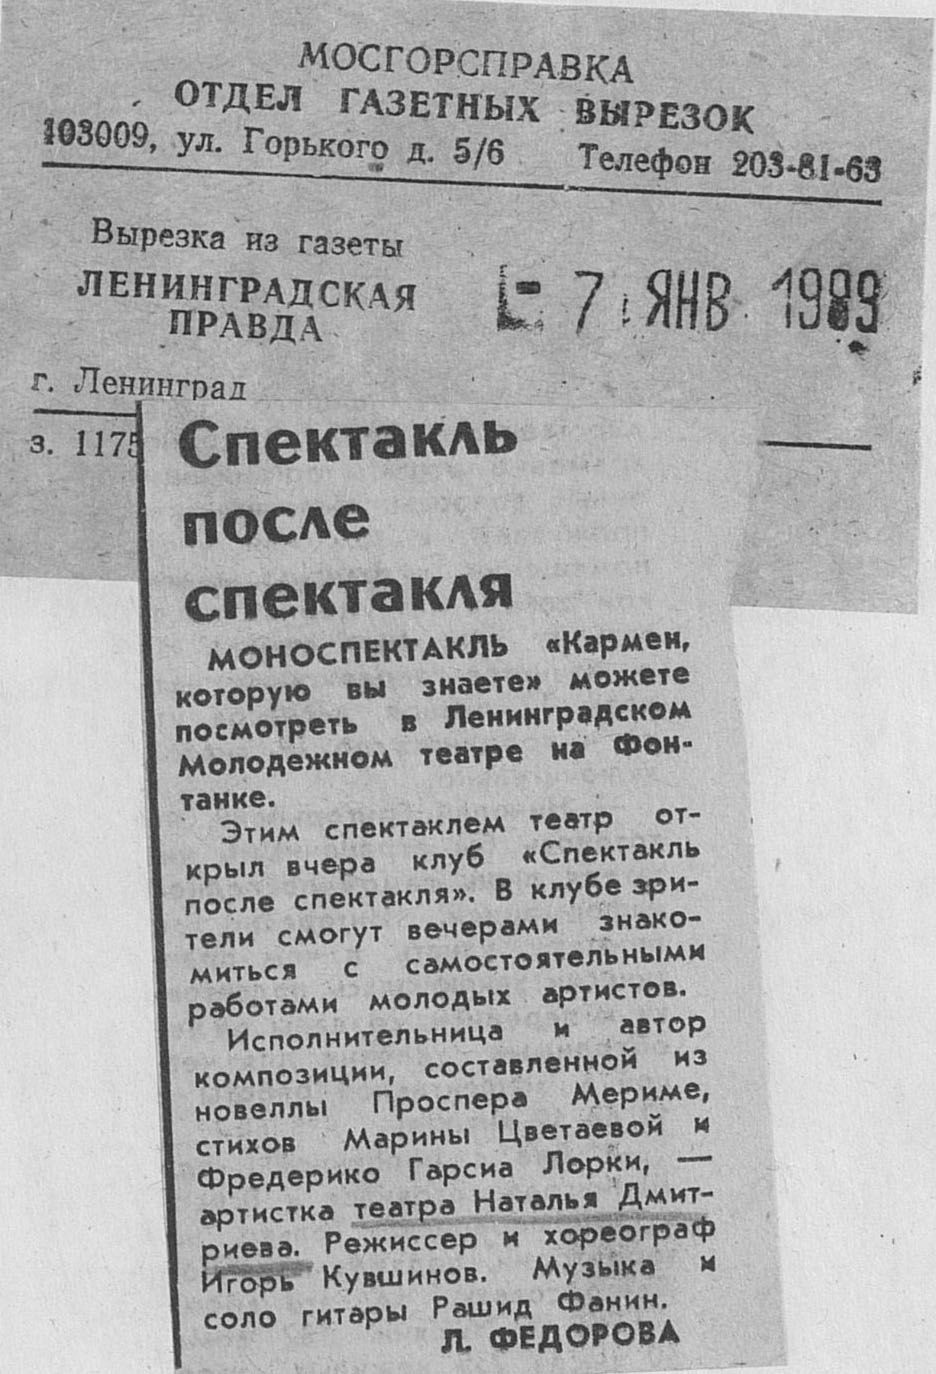 МОСГОРСПРАВКА
ОТДЕЛ ГАЗЕТНЫХ ВЫРЕЗОК
103009, ул. Горького д. 5/6 Телефон 203-81-63
Вырезка из газеты
ЛЕНИНГРАДСКАЯ
ПРАВДА
- 7 ЯНВ 1989
г. Ленинград
з. 1175
Спектакль
после
спектакля
МОНОСПЕКТАКЛЬ «Кармен,
которую вы знаете» можете
посмотреть в Ленинградском
Молодежном театре на Фон-
танке.
Этим спектаклем театр от-
крыл вчера клуб «Спектакль
после спектакля». В клубе зри-
тели смогут вечерами знако-
миться с самостоятельными
работами молодых артистов.
Исполнительница и автор
композиции, составленной из
новеллы Проспера Мериме,
стихов Марины Цветаевой и
Фредерико Гарсиа Лорки, —
артистка театра Наталья Дмит-
риева. Режиссер и хореограф
Игорь Кувшинов. Музыка и
соло гитары Рашид Фанин.
Л. ФЕДОРОВА